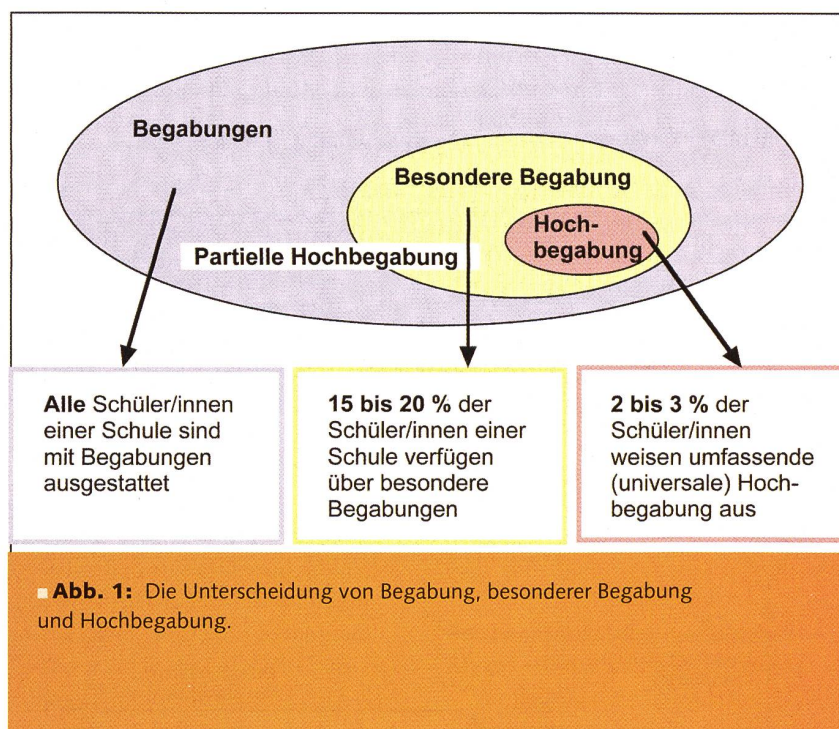 Begabungen
Besondere Begabung
Hoch-
begabung
Partielle Hochbegabung
Alle Schüler/innen
einer Schule sind
mit Begabungen
ausgestattet
15 bis 20 % der
Schüler/innen einer
Schule verfügen
über besondere
Begabungen
2 bis 3 % der
Schüler/innen
weisen umfassende
(universale) Hoch-
begabung aus
■ Abb. 1: Die Unterscheidung von Begabung, besonderer Begabung
und Hochbegabung.